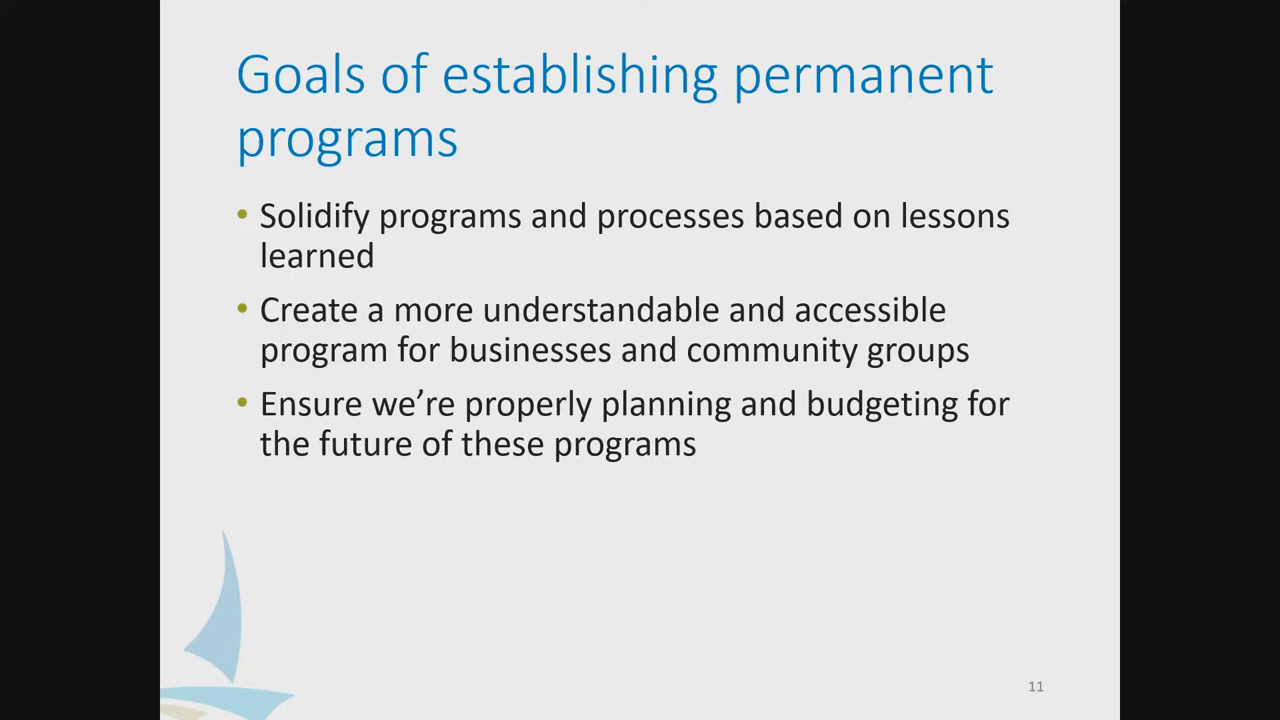 Goals of establishing permanent
programs
• Solidify programs and processes based on lessons
learned
• Create a more understandable and accessible
program for businesses and community groups
• Ensure we’re properly planning and budgeting for
the future of these programs
11